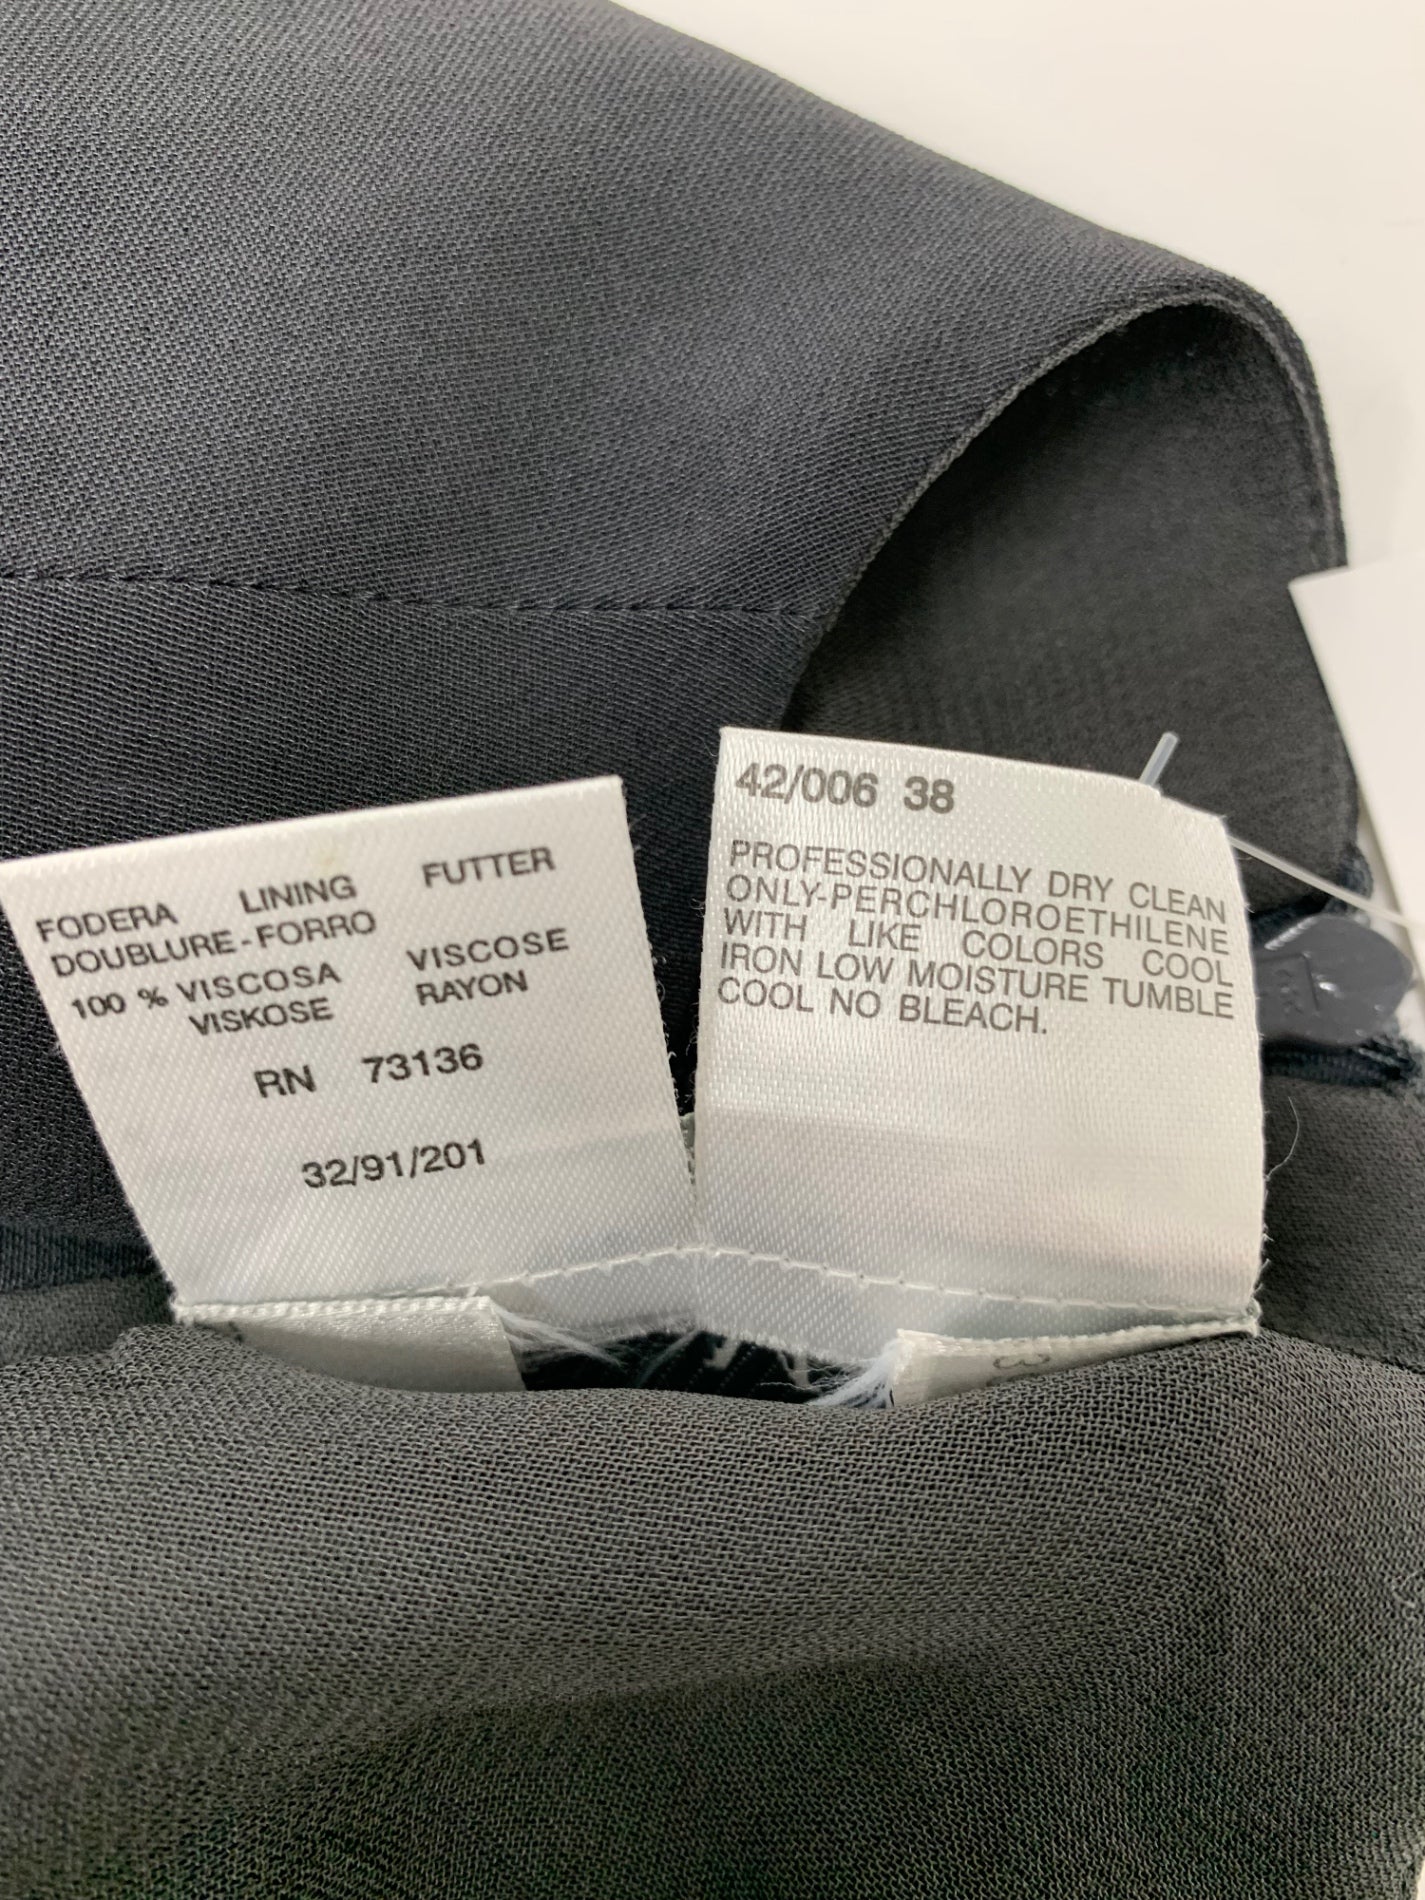 FODERA LINING FUTTER
DOUBLURE-FORRO
100 % VISCOSA VISCOSE
VISKOSE RAYON
RN 73136
32/91/201
42/006 38
PROFESSIONALLY DRY CLEAN
ONLY-PERCHLOROETHILENE
WITH LIKE COLORS COOL
IRON LOW MOISTURE TUMBLE
COOL NO BLEACH.